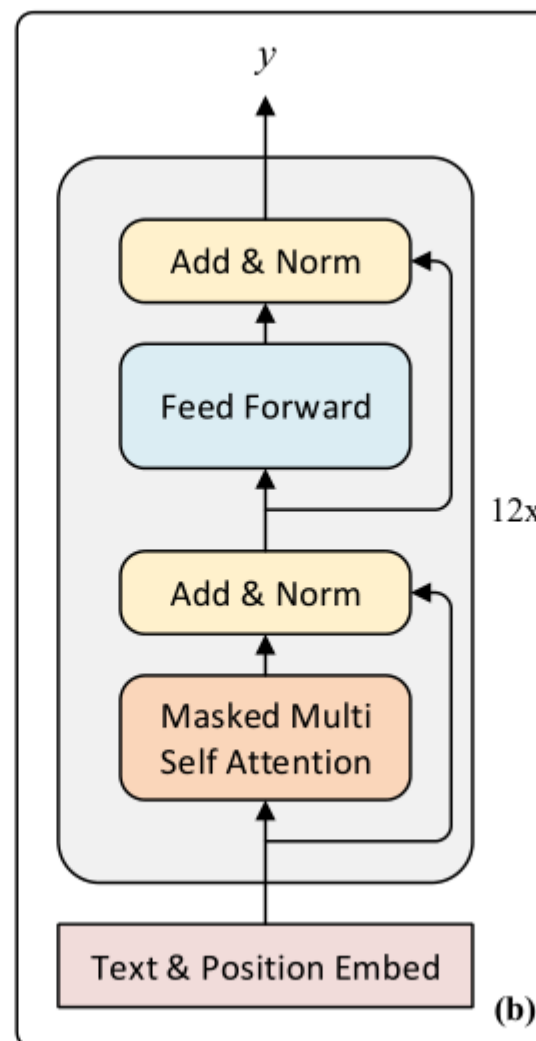 y
Add & Norm
Feed Forward
12x
Add & Norm
Masked Multi
Self Attention
Text & Position Embed
(b)